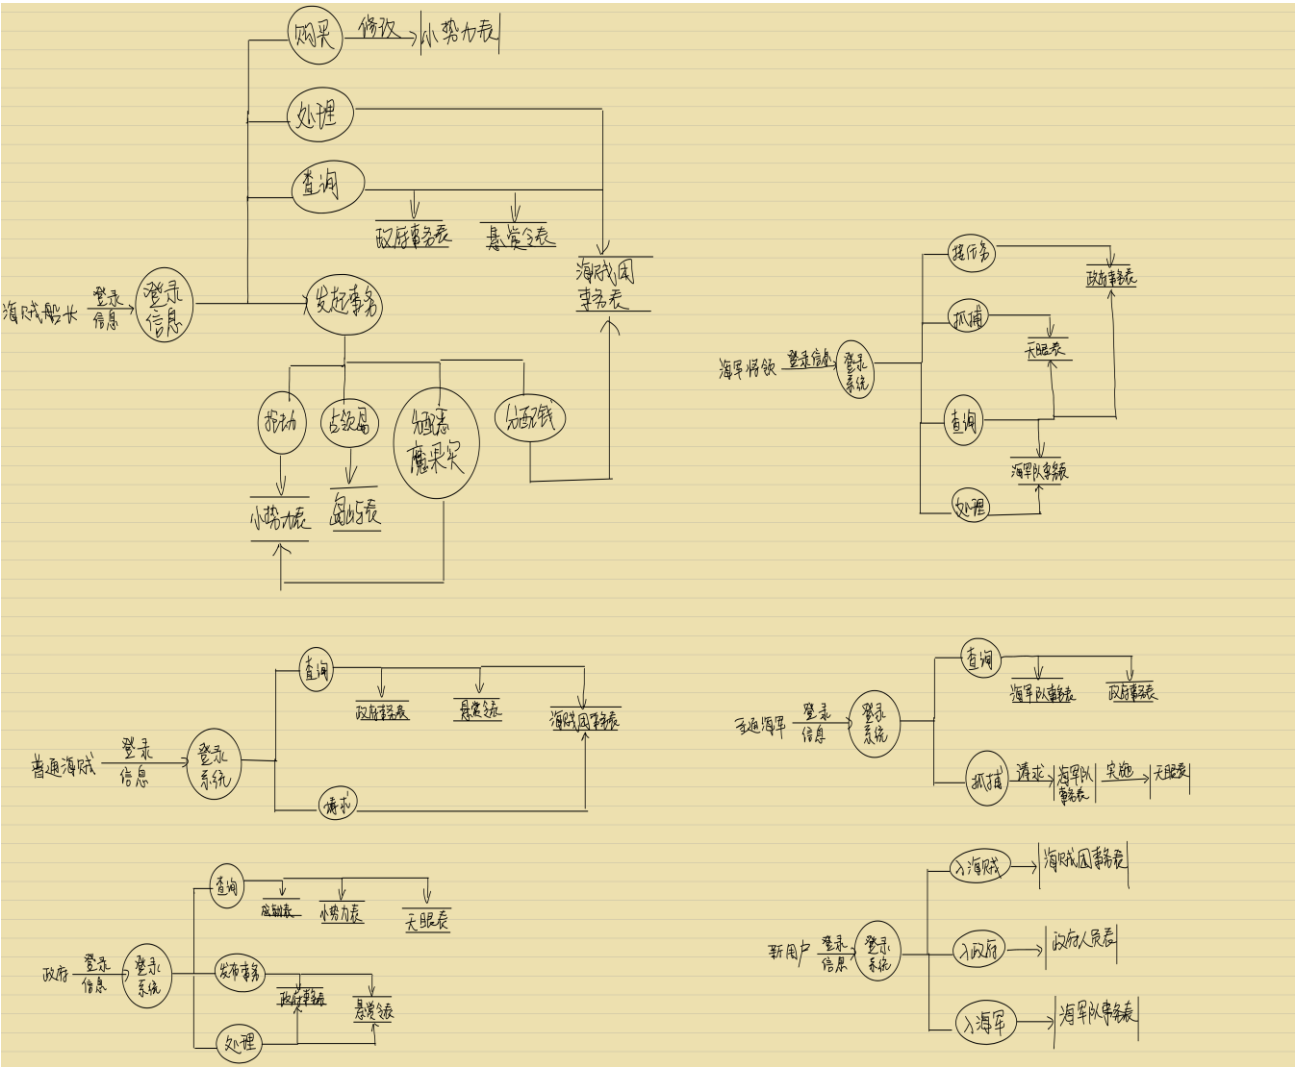 购买
修改
小势力表
处理
查询
政府事务表
悬赏令表
海贼团
事务表
海贼船长
登录
信息
登录
信息
发起事务
占领岛
分配恶
魔果实
分配钱
小势力表
岛屿表
接任务
政府事务表
抓捕
天眼表
海军将领
登录信息
登录
系统
查询
海军队事务表
处理
查询
政府事务表
悬赏令表
海贼团事务表
普通海贼
登录
信息
登录
系统
请求
查询
海军队事务表
政府事务表
普通海军
登录
信息
登录
系统
抓捕
请求
海军队
事务表
实施
天眼表
查询
小势力表
天眼表
政府
登录
信息
登录
系统
发布事务
政府事务表
悬赏令表
处理
入海贼
海贼团事务表
新用户
登录
信息
登录
系统
入政府
政府人员表
入海军
海军队事务表